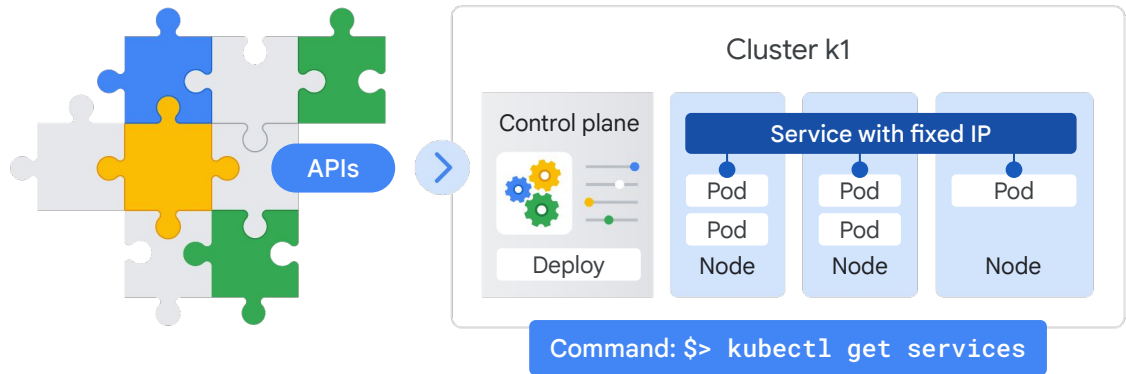 Cluster k1
APIs
Control plane
Deploy
Service with fixed IP
Pod
Pod
Node
Pod
Pod
Node
Pod
Node
Command: $> kubectl get services